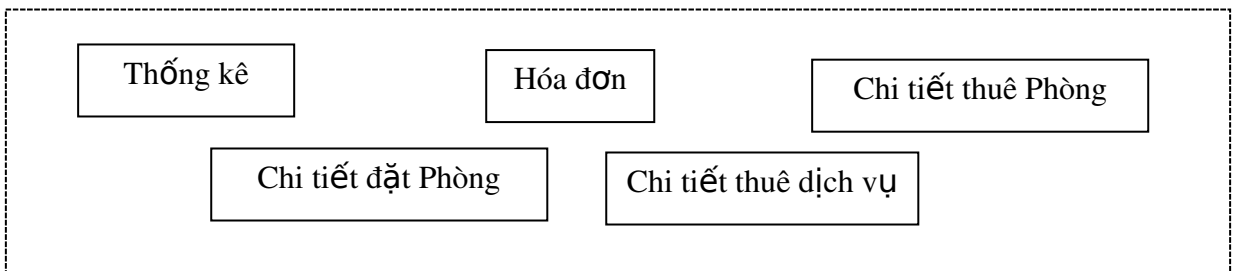 Thống kê
Hóa đơn
Chi tiết thuê Phòng
Chi tiết đặt Phòng
Chi tiết thuê dịch vụ